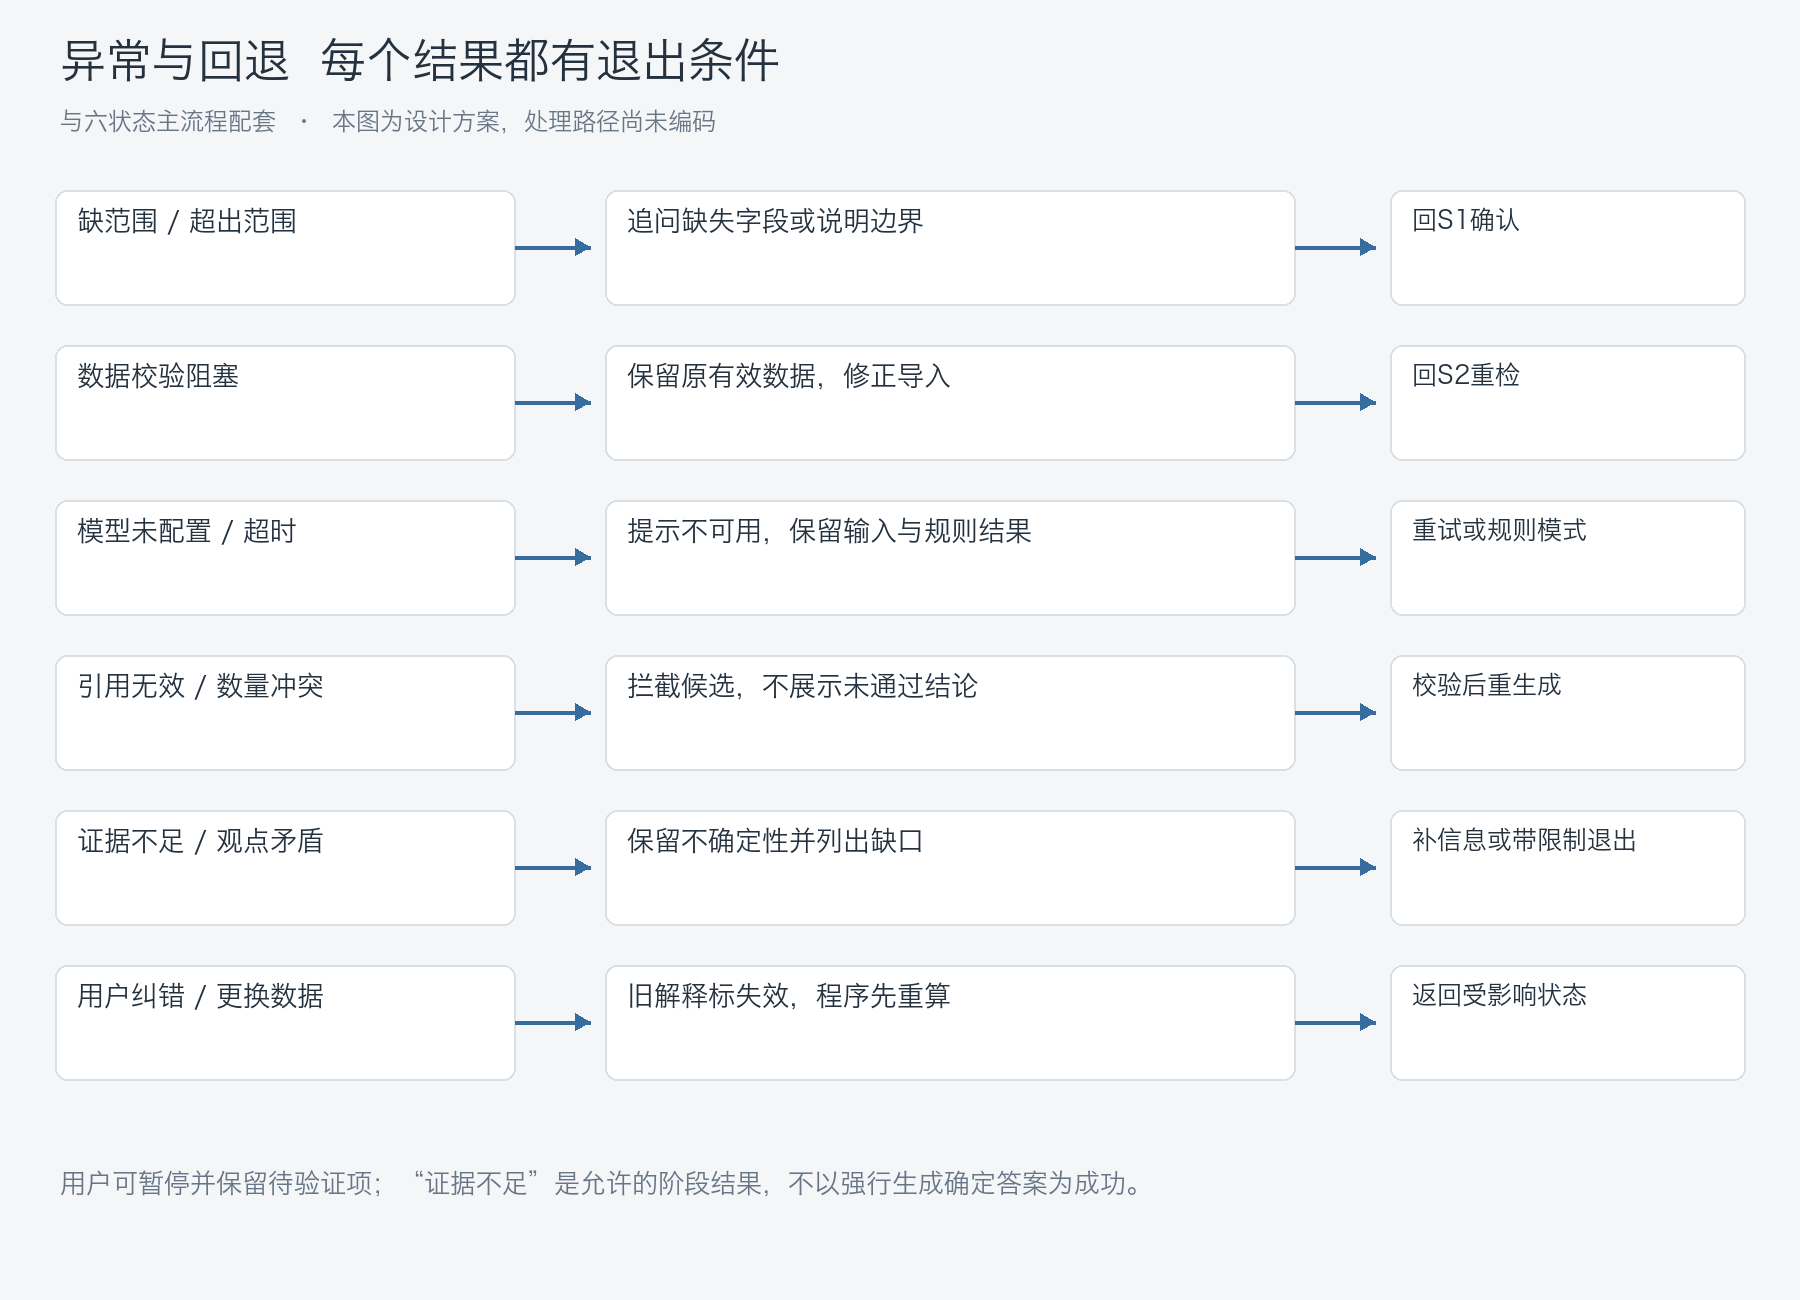 异常与回退 每个结果都有退出条件
与六状态主流程配套 · 本图为设计方案，处理路径尚未编码
缺范围 / 超出范围
追问缺失字段或说明边界
回S1确认
数据校验阻塞
保留原有效数据，修正导入
回S2重检
模型未配置 / 超时
提示不可用，保留输入与规则结果
重试或规则模式
引用无效 / 数量冲突
拦截候选，不展示未通过结论
校验后重生成
证据不足 / 观点矛盾
保留不确定性并列出缺口
补信息或带限制退出
用户纠错 / 更换数据
旧解释标失效，程序先重算
返回受影响状态
用户可暂停并保留待验证项；“证据不足”是允许的阶段结果，不以强行生成确定答案为成功。